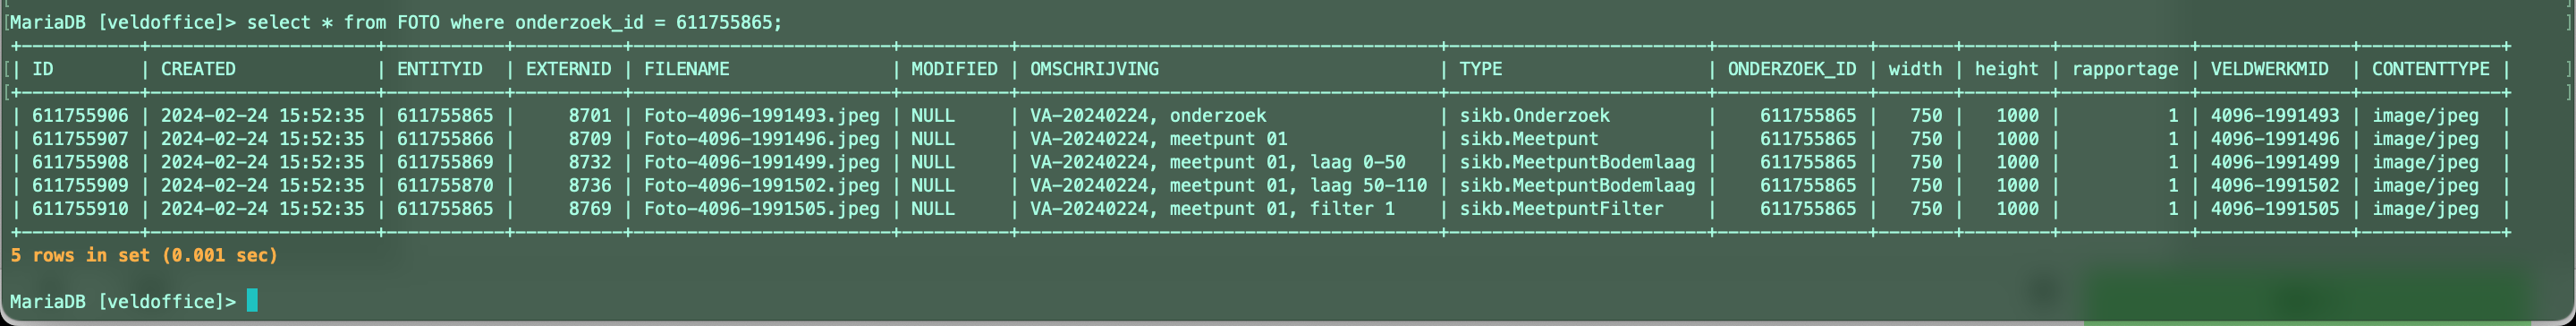 MariaDB [veldoffice]> select * from FOTO where onderzoek_id = 611755865;
+-----------+---------------------+-----------+----------+-----------------------+----------+--------------------------------------+-----------------------+--------------+-------+--------+------------+--------------+-------------+
| ID        | CREATED             | ENTITYID  | EXTERNID | FILENAME              | MODIFIED | OMSCHRIJVING                         | TYPE                  | ONDERZOEK_ID | width | height | rapportage | VELDWERKMID  | CONTENTTYPE |
+-----------+---------------------+-----------+----------+-----------------------+----------+--------------------------------------+-----------------------+--------------+-------+--------+------------+--------------+-------------+
| 611755906 | 2024-02-24 15:52:35 | 611755865 |     8701 | Foto-4096-1991493.jpeg | NULL     | VA-20240224, onderzoek               | sikb.Onderzoek        |    611755865 |   750 |   1000 |          1 | 4096-1991493 | image/jpeg  |
| 611755907 | 2024-02-24 15:52:35 | 611755866 |     8709 | Foto-4096-1991496.jpeg | NULL     | VA-20240224, meetpunt 01             | sikb.Meetpunt         |    611755865 |   750 |   1000 |          1 | 4096-1991496 | image/jpeg  |
| 611755908 | 2024-02-24 15:52:35 | 611755869 |     8732 | Foto-4096-1991499.jpeg | NULL     | VA-20240224, meetpunt 01, laag 0-50  | sikb.MeetpuntBodemlaag |    611755865 |   750 |   1000 |          1 | 4096-1991499 | image/jpeg  |
| 611755909 | 2024-02-24 15:52:35 | 611755870 |     8736 | Foto-4096-1991502.jpeg | NULL     | VA-20240224, meetpunt 01, laag 50-110 | sikb.MeetpuntBodemlaag |    611755865 |   750 |   1000 |          1 | 4096-1991502 | image/jpeg  |
| 611755910 | 2024-02-24 15:52:35 | 611755865 |     8769 | Foto-4096-1991505.jpeg | NULL     | VA-20240224, meetpunt 01, filter 1   | sikb.MeetpuntFilter   |    611755865 |   750 |   1000 |          1 | 4096-1991505 | image/jpeg  |
+-----------+---------------------+-----------+----------+-----------------------+----------+--------------------------------------+-----------------------+--------------+-------+--------+------------+--------------+-------------+
5 rows in set (0.001 sec)
MariaDB [veldoffice]>